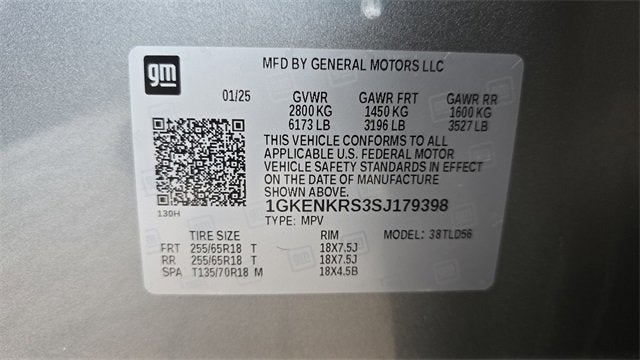 gm
MFD BY GENERAL MOTORS LLC
01/25 GVWR GAWR FRT GAWR RR
2800 KG 1450 KG 1600 KG
6173 LB 3196 LB 3527 LB
THIS VEHICLE CONFORMS TO ALL
APPLICABLE U.S. FEDERAL MOTOR
VEHICLE SAFETY STANDARDS IN EFFECT
ON THE DATE OF MANUFACTURE
SHOWN ABOVE.
130H
1GKENKRS3SJ179398
TYPE: MPV MODEL: 38TLD56
TIRE SIZE RIM
FRT 255/65R18 T 18X7.5J
RR 255/65R18 T 18X7.5J
SPA T135/70R18 M 18X4.5B